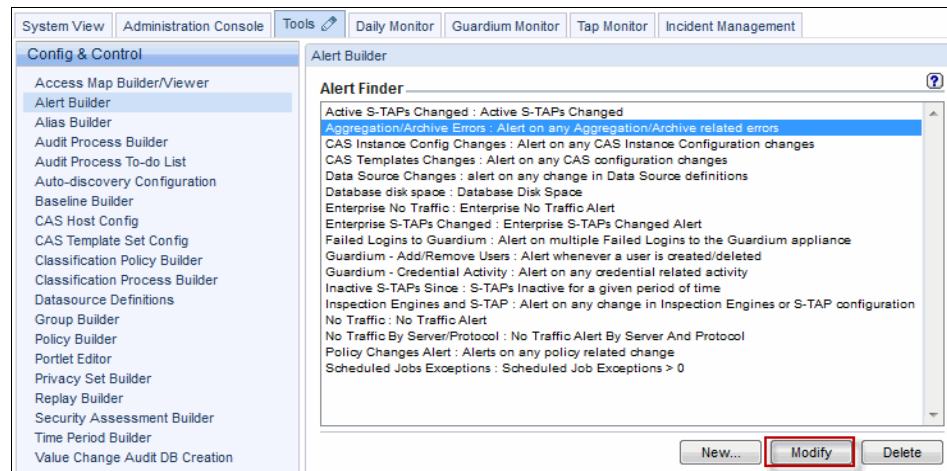 System View Administration Console Tools Daily Monitor Guardium Monitor Tap Monitor Incident Management
Config & Control
Access Map Builder/Viewer
Alert Builder
Alias Builder
Audit Process Builder
Audit Process To-do List
Auto-discovery Configuration
Baseline Builder
CAS Host Config
CAS Template Set Config
Classification Policy Builder
Classification Process Builder
Datasource Definitions
Group Builder
Policy Builder
Portlet Editor
Privacy Set Builder
Replay Builder
Security Assessment Builder
Time Period Builder
Value Change Audit DB Creation
Alert Builder
Alert Finder
?
Active S-TAPs Changed : Active S-TAPs Changed
Aggregation/Archive Errors : Alert on any Aggregation/Archive related errors
CAS Instance Config Changes : Alert on any CAS Instance Configuration changes
CAS Templates Changes : Alert on any CAS configuration changes
Data Source Changes : alert on any change in Data Source definitions
Database disk space : Database Disk Space
Enterprise No Traffic : Enterprise No Traffic Alert
Enterprise S-TAPs Changed : Enterprise S-TAPs Changed Alert
Failed Logins to Guardium : Alert on multiple Failed Logins to the Guardium appliance
Guardium - Add/Remove Users : Alert whenever a user is created/deleted
Guardium - Credential Activity : Alert on any credential related activity
Inactive S-TAPs Since : S-TAPs Inactive for a given period of time
Inspection Engines and S-TAP : Alert on any change in Inspection Engines or S-TAP configuration
No Traffic : No Traffic Alert
No Traffic By Server/Protocol : No Traffic Alert By Server And Protocol
Policy Changes Alert : Alerts on any policy related change
Scheduled Jobs Exceptions : Scheduled Job Exceptions > 0
New... Modify Delete